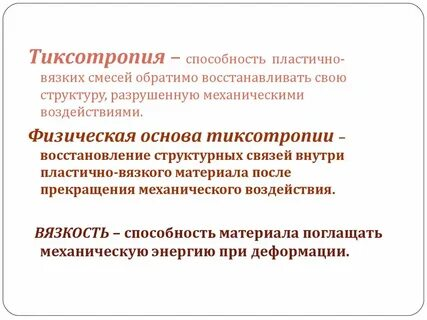 Тиксотропия – способность пластично-
вязких смесей обратимо восстанавливать свою
структуру, разрушенную механическими
воздействиями.
Физическая основа тиксотропии –
восстановление структурных связей внутри
пластично-вязкого материала после
прекращения механического воздействия.
ВЯЗКОСТЬ – способность материала поглащать
механическую энергию при деформации.